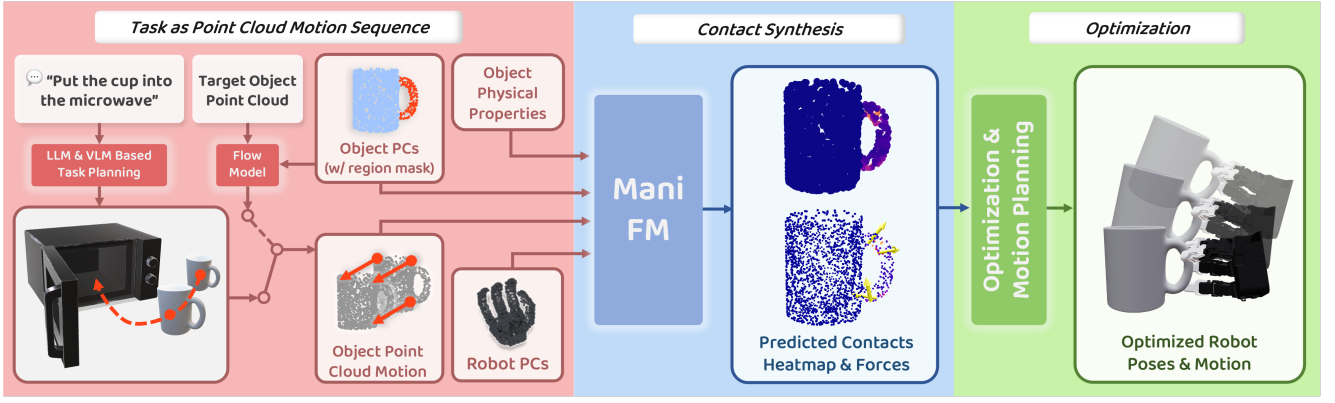 Task as Point Cloud Motion Sequence
"Put the cup into
the microwave"
Target Object
Point Cloud
LLM & VLM Based
Task Planning
Flow
Model
Object PCs
(w/ region mask)
Object
Physical
Properties
Object Point
Cloud Motion
Robot PCs
Contact Synthesis
Mani
FM
Predicted Contacts
Heatmap & Forces
Optimization
Optimization &
Motion Planning
Optimized Robot
Poses & Motion